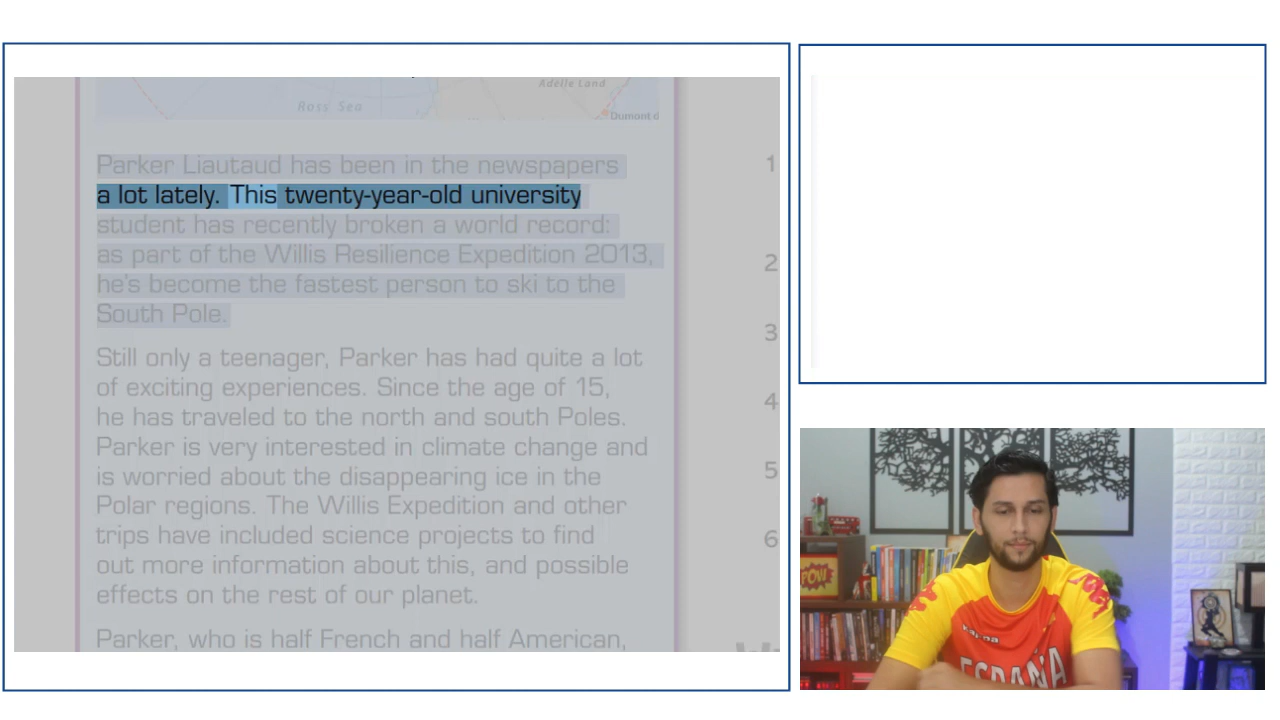 Ross Sea
Adélie Land
Dumont d
Parker Liautaud has been in the newspapers
a lot lately. This twenty-year-old university
student has recently broken a world record:
as part of the Willis Resilience Expedition 2013,
he's become the fastest person to ski to the
South Pole.
Still only a teenager, Parker has had quite a lot
of exciting experiences. Since the age of 15,
he has traveled to the north and south Poles.
Parker is very interested in climate change and
is worried about the disappearing ice in the
Polar regions. The Willis Expedition and other
trips have included science projects to find
out more information about this, and possible
effects on the rest of our planet.
Parker, who is half French and half American,
1
2
3
4
5
6
POW
kappa
ESPAÑA